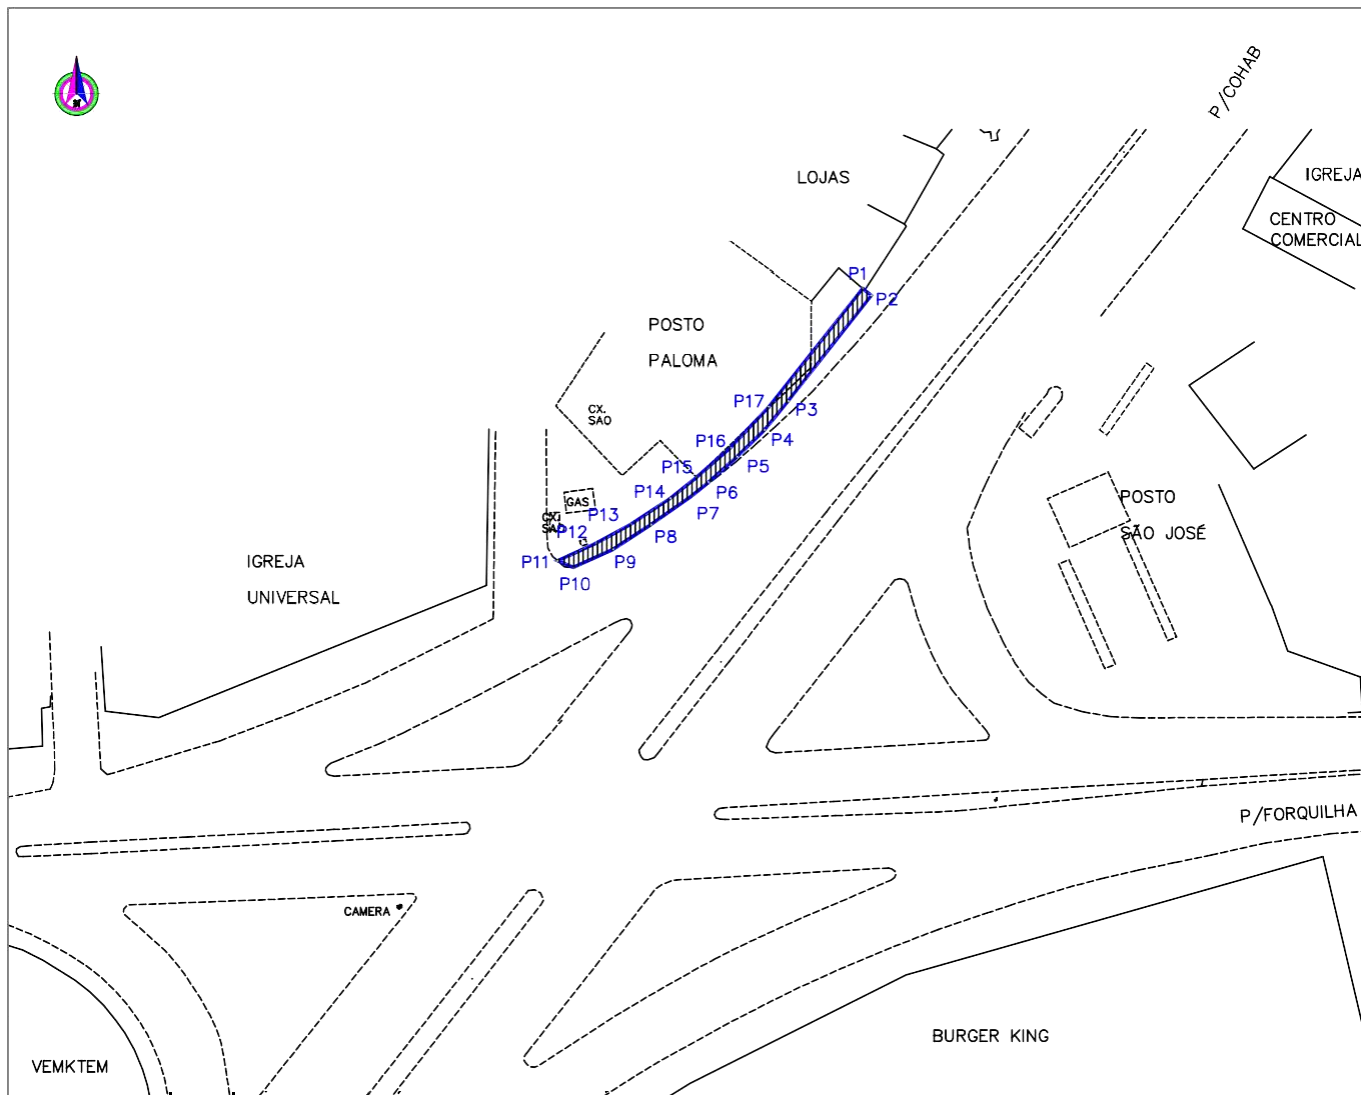 P/COHAB
LOJAS
IGREJA
CENTRO
COMERCIAL
P1
P2
POSTO
PALOMA
CX.
SAO
P17
P3
P4
P16
P5
P15
P6
P14
P7
GAS
P13
CX.
SAO
P12
P8
P11
P9
P10
POSTO
SÃO JOSÉ
IGREJA
UNIVERSAL
P/FORQUILHA
CAMERA
BURGER KING
VEMKTEM